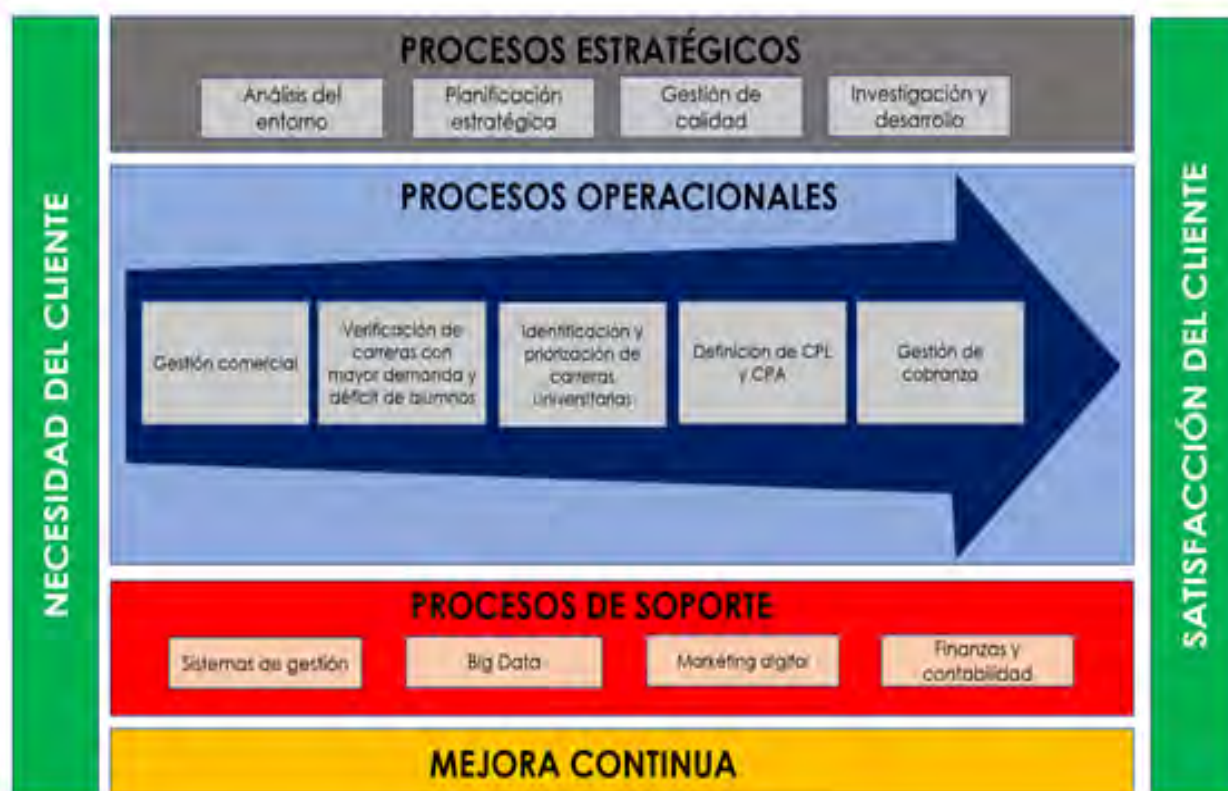 NECESIDAD DEL CLIENTE
PROCESOS ESTRATÉGICOS
Análisis del
entorno
Planificación
estratégica
Gestión de
calidad
Investigación y
desarrollo
PROCESOS OPERACIONALES
Gestión comercial
Verificación de
carreras con
mayor demanda y
déficit de alumnos
Identificación y
priorización de
carreras
universitarias
Definición de CPL
y CPA
Gestión de
cobranza
PROCESOS DE SOPORTE
Sistemas de gestión
Big Data
Marketing digital
Finanzas y
contabilidad
MEJORA CONTINUA
SATISFACCIÓN DEL CLIENTE